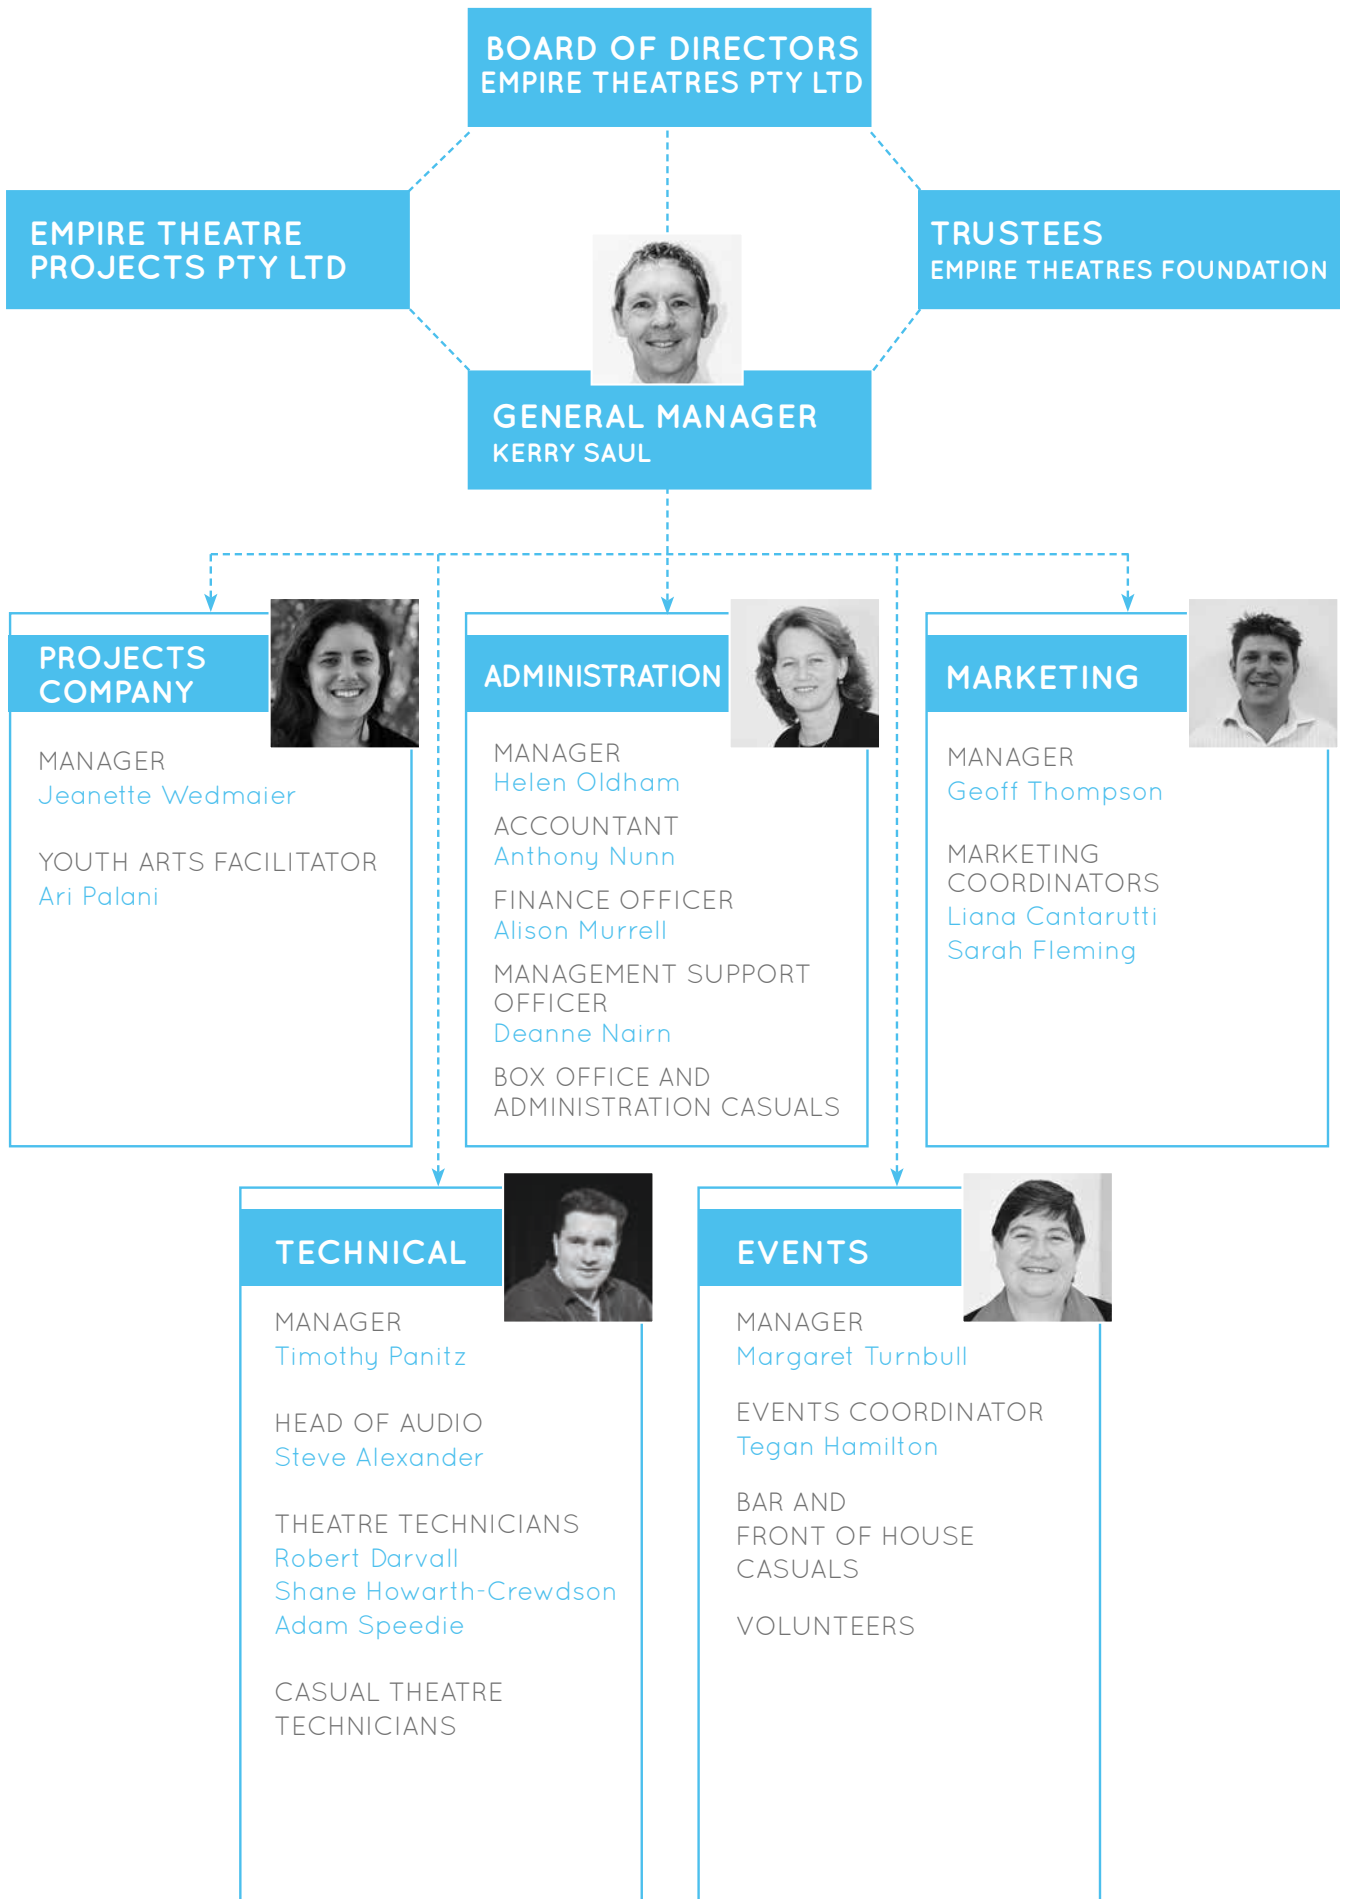 BOARD OF DIRECTORS
EMPIRE THEATRES PTY LTD
EMPIRE THEATRE
PROJECTS PTY LTD
TRUSTEES
EMPIRE THEATRES FOUNDATION
GENERAL MANAGER
KERRY SAUL
PROJECTS
COMPANY
MANAGER
Jeanette Wedmaier
YOUTH ARTS FACILITATOR
Ari Palani
ADMINISTRATION
MANAGER
Helen Oldham
ACCOUNTANT
Anthony Nunn
FINANCE OFFICER
Alison Murrell
MANAGEMENT SUPPORT
OFFICER
Deanne Nairn
BOX OFFICE AND
ADMINISTRATION CASUALS
MARKETING
MANAGER
Geoff Thompson
MARKETING
COORDINATORS
Liana Cantarutti
Sarah Fleming
TECHNICAL
MANAGER
Timothy Panitz
HEAD OF AUDIO
Steve Alexander
THEATRE TECHNICIANS
Robert Darvall
Shane Howarth-Crewdson
Adam Speedie
CASUAL THEATRE
TECHNICIANS
EVENTS
MANAGER
Margaret Turnbull
EVENTS COORDINATOR
Tegan Hamilton
BAR AND
FRONT OF HOUSE
CASUALS
VOLUNTEERS